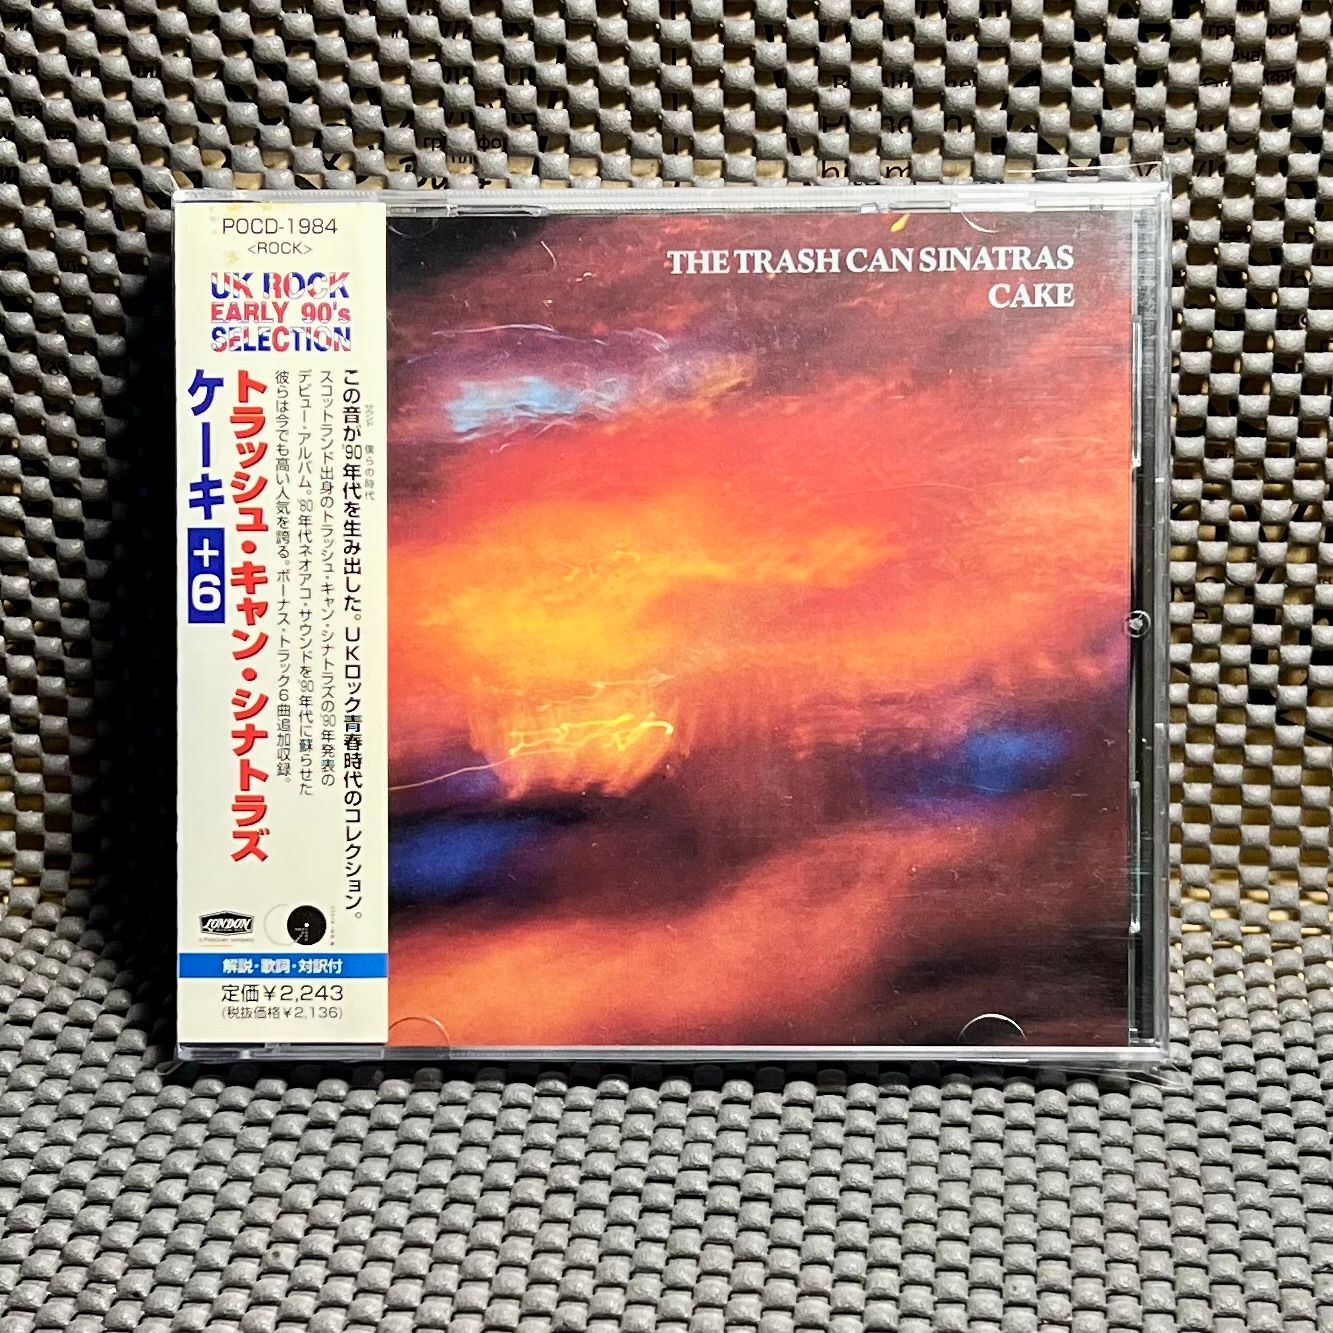 POCD-1984
<ROCK>
UK ROCK
EARLY 90's
SELECTION
この音が'90年代を生み出した。UKロック青春時代のコレクション。
サウンド
僕らの時代
スコットランド出身のトラッシュ・キャン・シナトラズの'90年発表の
デビュー・アルバム。'80年代ネオアコ・サウンドを'90年代に蘇らせた
彼らは今でも高い人気を誇る。ボーナス・トラック6曲追加収録。
トラッシュ・キャン・シナトラズ
ケーキ+6
LONDON
a PolyGram company
解説・歌詞・対訳付
定価¥2,243
(税抜価格¥2,136)
THE TRASH CAN SINATRAS
CAKE